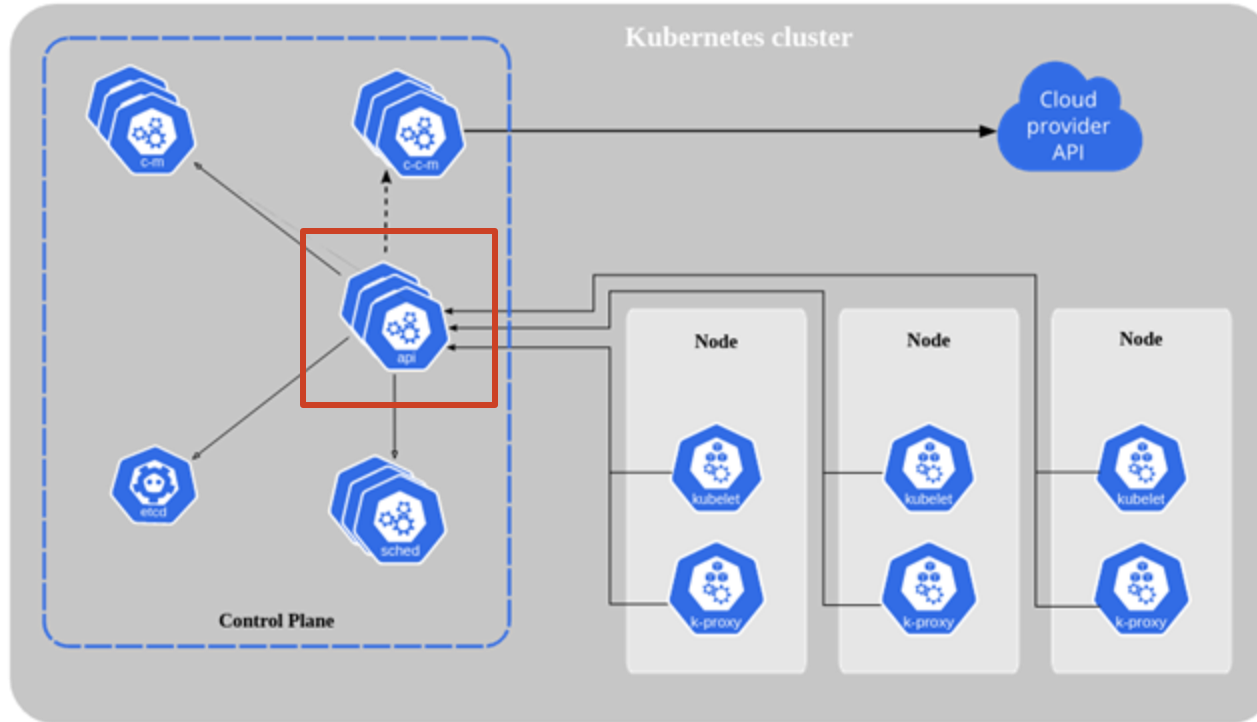 Kubernetes cluster
c-m
c-c-m
Cloud
provider
API
api
etcd
sched
Control Plane
Node
kubelet
k-proxy
Node
kubelet
k-proxy
Node
kubelet
k-proxy